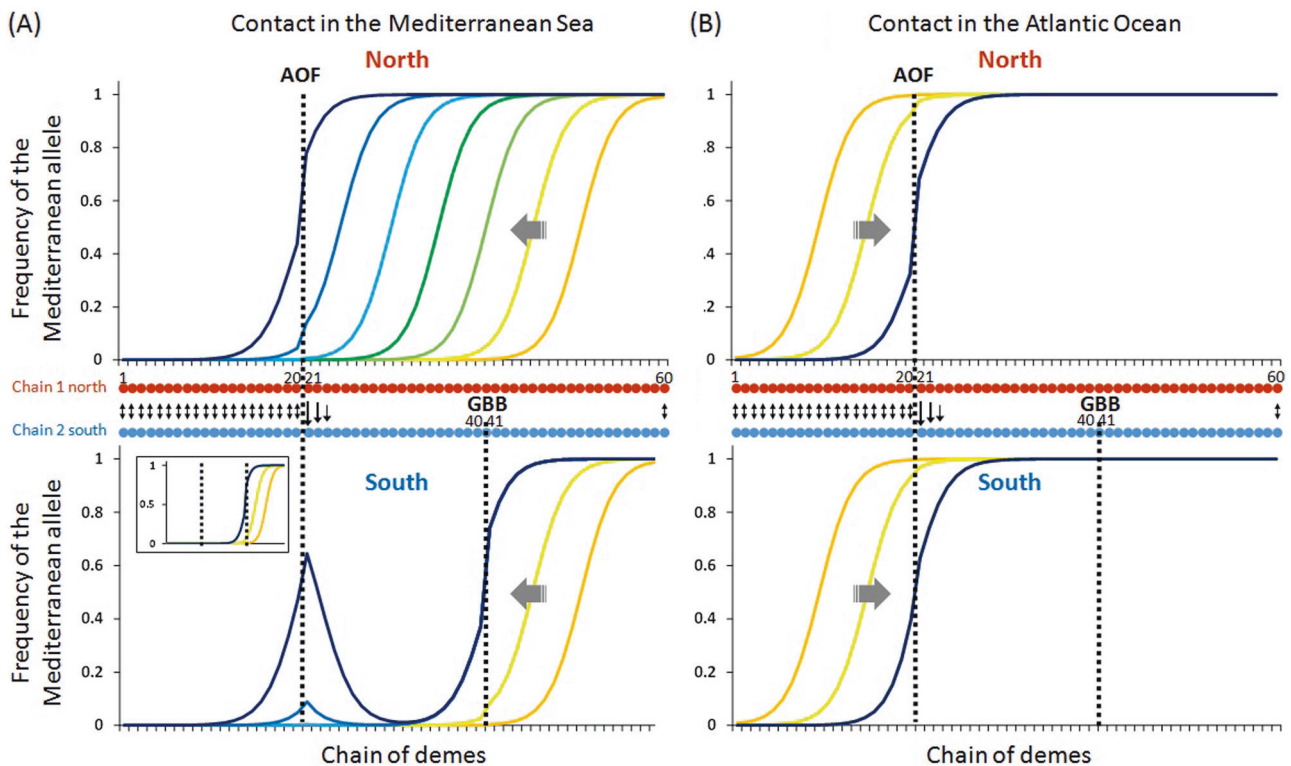 (A) Contact in the Mediterranean Sea
North
AOF
Frequency of the
Mediterranean allele
1
0.8
0.6
0.4
0.2
0
1 20 21 60
Chain 1 north
GBB
40 41
Chain 2 south
South
1
0.5
0
Frequency of the
Mediterranean allele
1
0.8
0.6
0.4
0.2
0
Chain of demes
(B) Contact in the Atlantic Ocean
North
AOF
1
.8
0.6
0.4
.2
0
1 20 21 60
GBB
40 41
South
1
0.8
0.6
0.4
0.2
0
Chain of demes